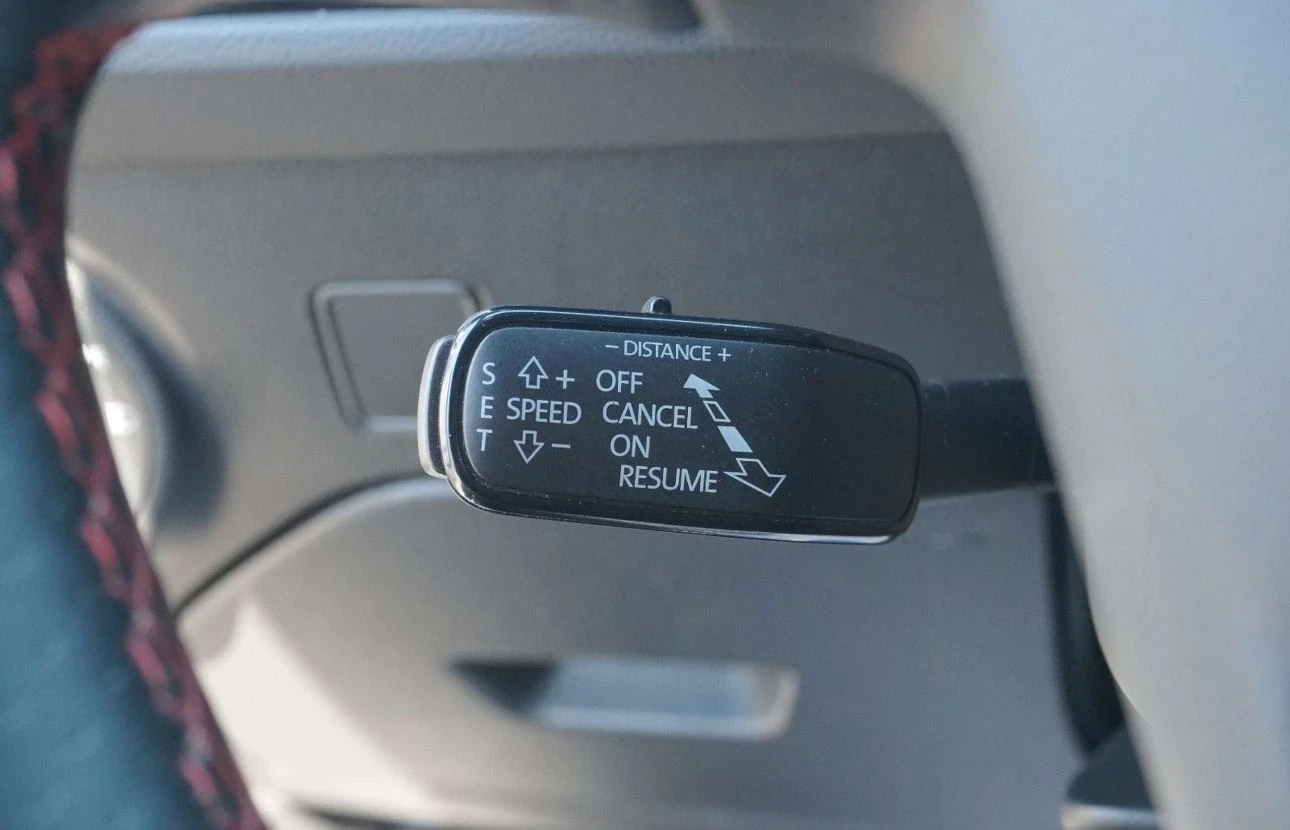 − DISTANCE +
S + OFF
E SPEED CANCEL
T − ON
RESUME